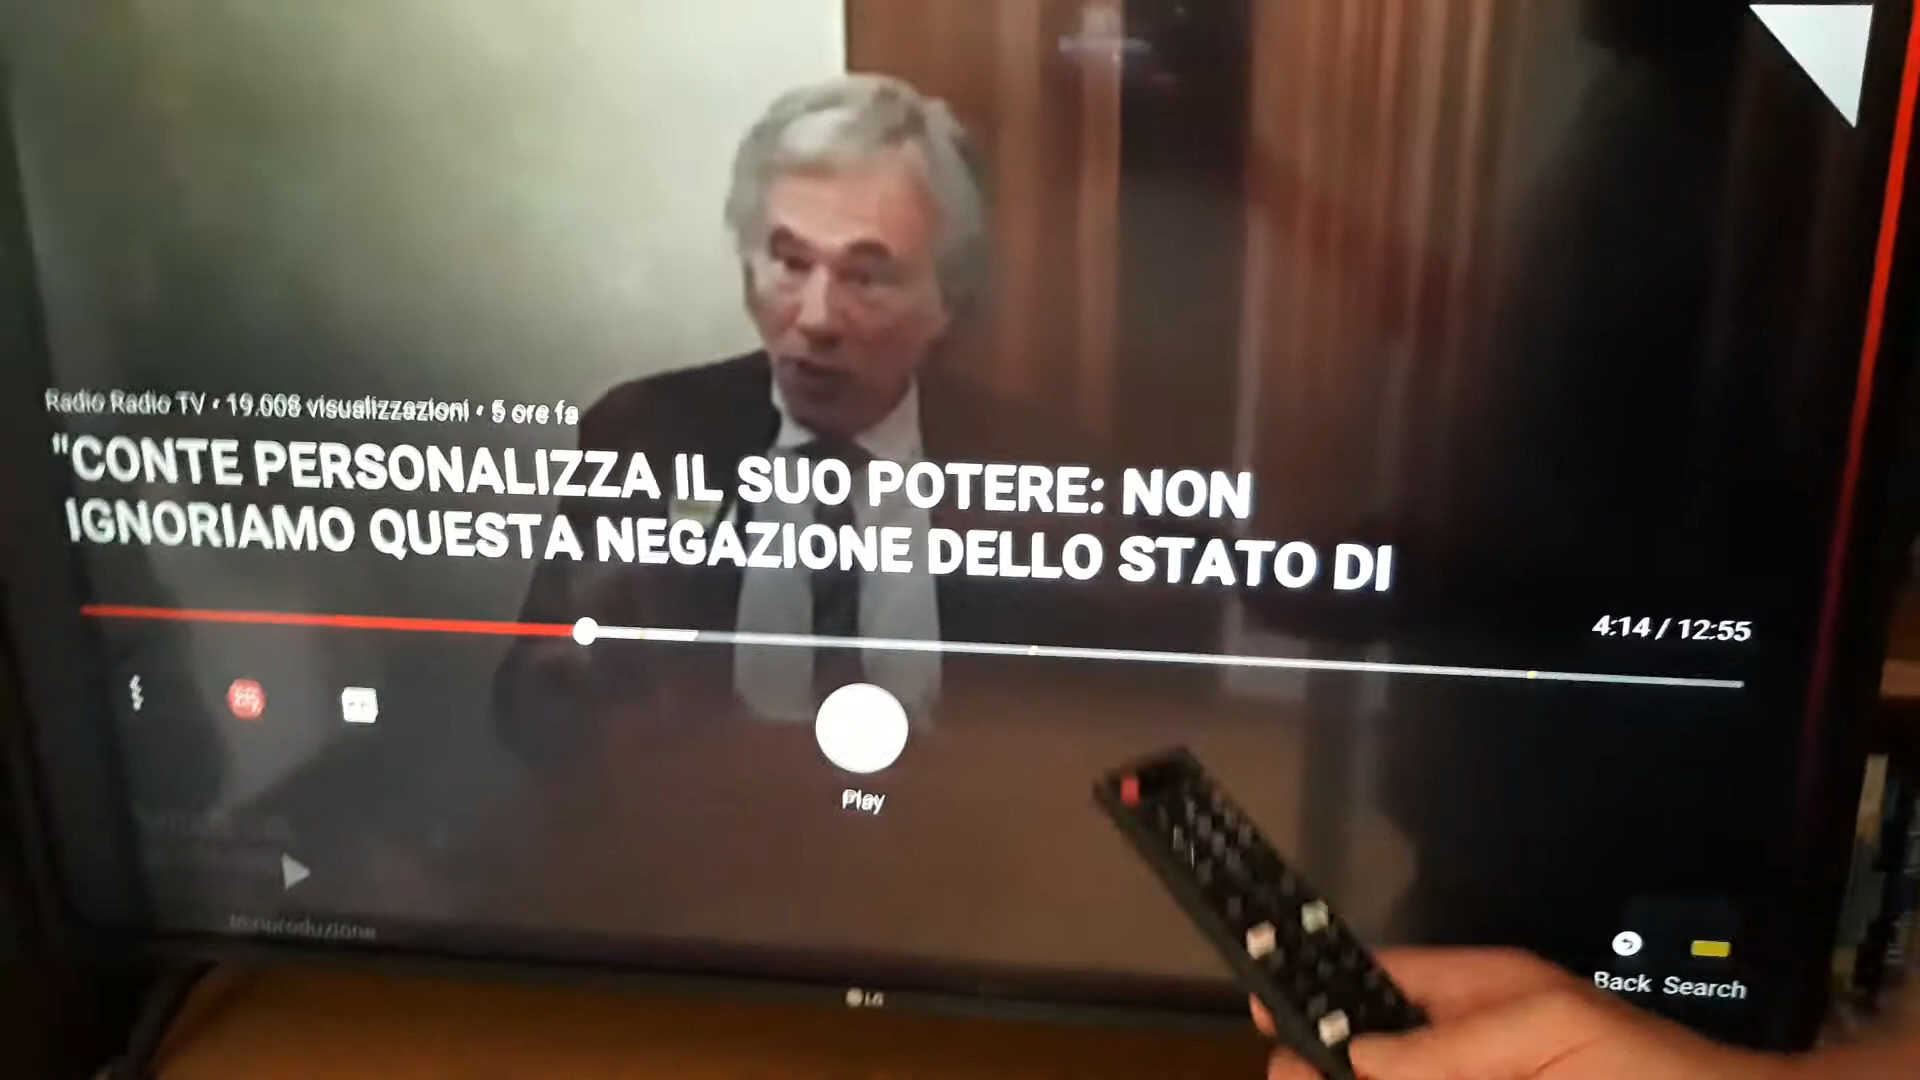 Radio Radio TV • 19.008 visualizzazioni • 5 ore fa
"CONTE PERSONALIZZA IL SUO POTERE: NON
IGNORIAMO QUESTA NEGAZIONE DELLO STATO DI
4:14 / 12:55
Play
Back Search
LG